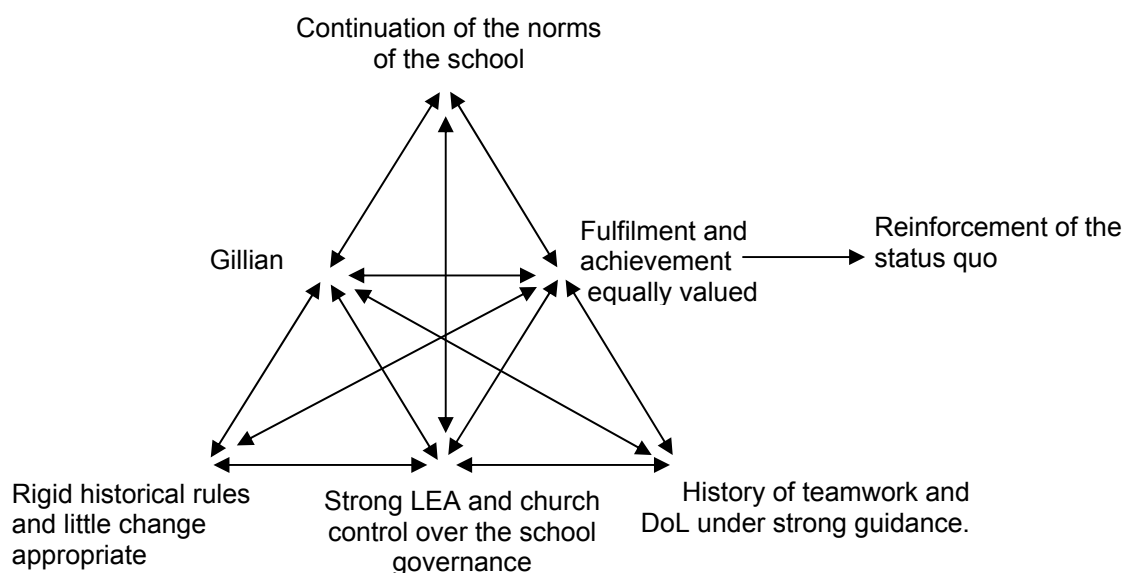 Continuation of the norms
of the school
Gillian
Fulfilment and
achievement
equally valued
Reinforcement of the
status quo
Rigid historical rules
and little change
appropriate
Strong LEA and church
control over the school
governance
History of teamwork and
DoL under strong guidance.